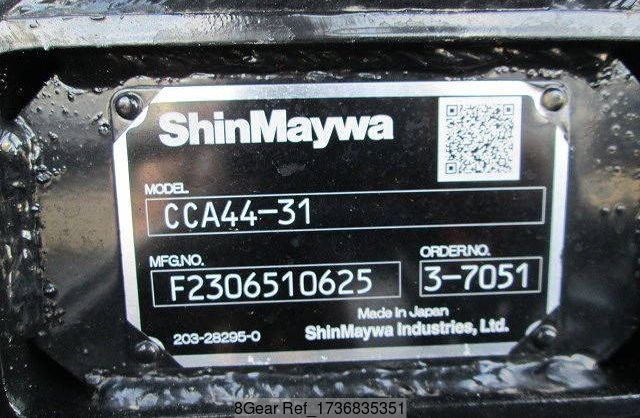 ShinMaywa
MODEL
CCA44-31
MFG.NO.
F2306510625
ORDER.NO.
3-7051
Made in Japan
203-28295-0
ShinMaywa Industries, Ltd.
8Gear Ref_1736835351